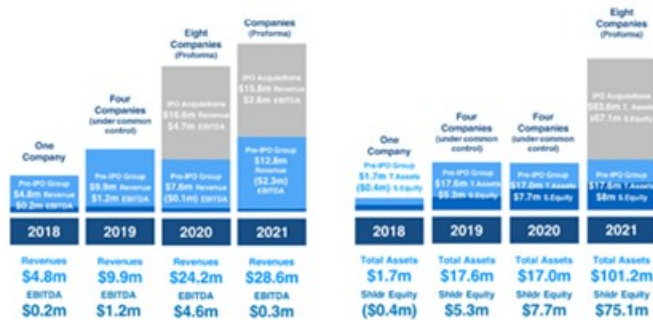 One
Company
Pre-IPO Group
$4.8m Revenue
$0.2m EBITDA
2018
Revenues
$4.8m
EBITDA
$0.2m
Four
Companies
(under common
control)
Pre-IPO Group
$9.9m Revenue
$1.2m EBITDA
2019
Revenues
$9.9m
EBITDA
$1.2m
Eight
Companies
(Proforma)
IPO Acquisitions
$16.6m Revenue
$4.7m EBITDA
Pre-IPO Group
$7.6m Revenue
($0.1m) EBITDA
2020
Revenues
$24.2m
EBITDA
$4.6m
Companies
(Proforma)
IPO Acquisitions
$15.8m Revenue
$2.6m EBITDA
Pre-IPO Group
$12.8m
Revenue
($2.3m)
EBITDA
2021
Revenues
$28.6m
EBITDA
$0.3m
One
Company
Pre-IPO Group
$1.7m T.Assets
($0.4m) S.Equity
2018
Total Assets
$1.7m
Shldr Equity
($0.4m)
Four
Companies
(under common
control)
Pre-IPO Group
$17.6m T.Assets
$5.3m S.Equity
2019
Total Assets
$17.6m
Shldr Equity
$5.3m
Four
Companies
(under common
control)
Pre-IPO Group
$17.0m T.Assets
$7.7m S.Equity
2020
Total Assets
$17.0m
Shldr Equity
$7.7m
Eight
Companies
(Proforma)
IPO Acquisitions
$83.6m T. Assets
$67.1m S.Equity
Pre-IPO Group
$17.6m T.Assets
$8m S.Equity
2021
Total Assets
$101.2m
Shldr Equity
$75.1m